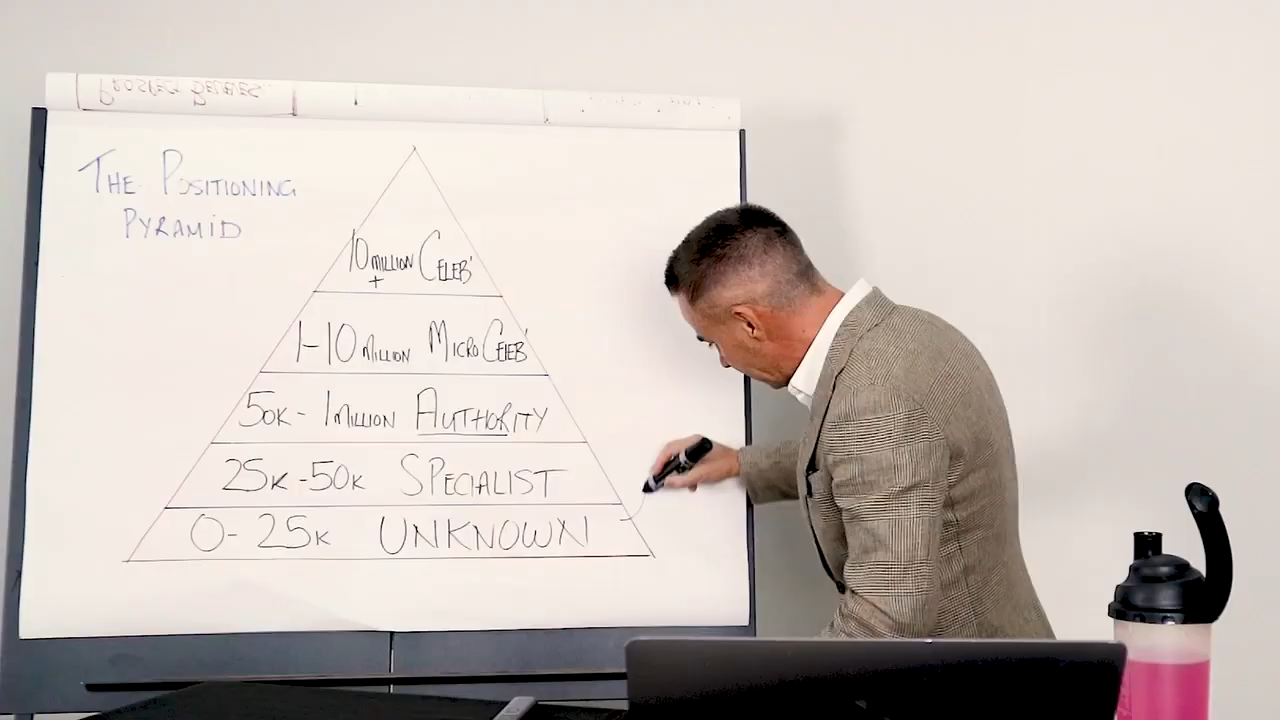 THE POSITIONING
PYRAMID
10 MILLION CELEB'
+
1-10 MILLION MICRO CELEB'
50K - 1 MILLION AUTHORITY
25K - 50K SPECIALIST
0 - 25K UNKNOWN